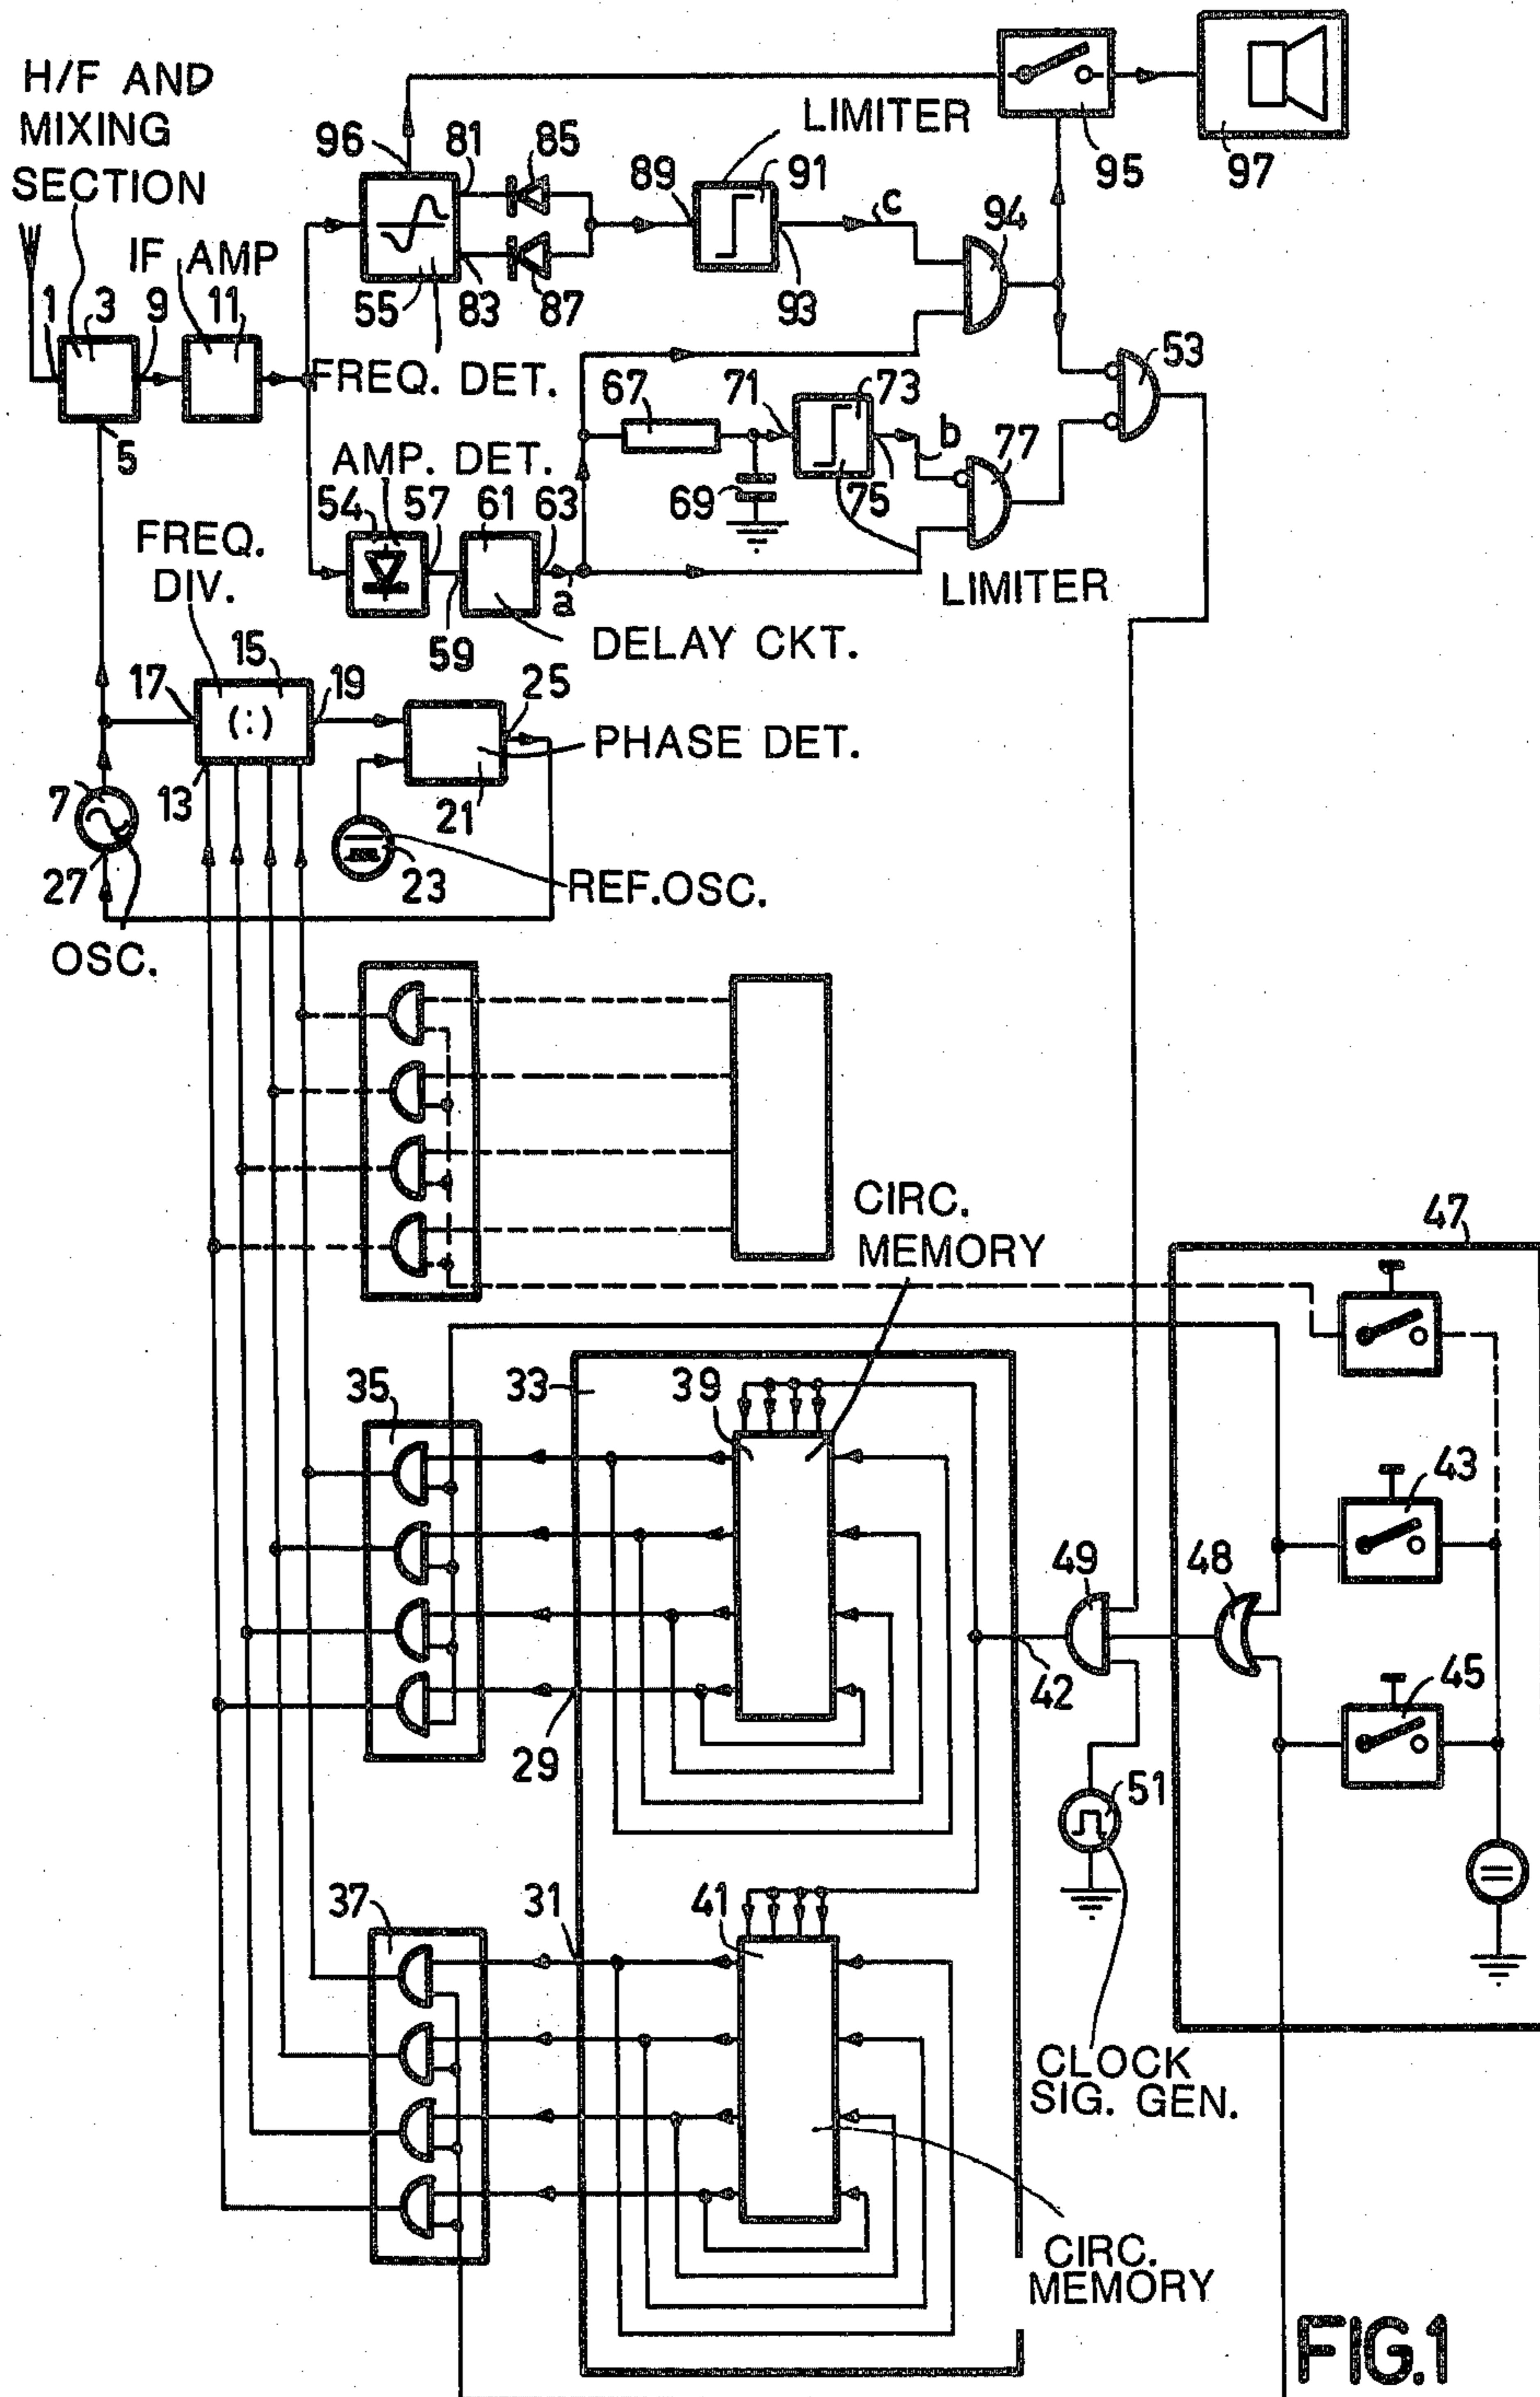 H/F AND
MIXING
SECTION
LIMITER
96
81
85
89
91
c
94
95
97
IF AMP
1
3
9
11
55
83
87
93
53
FREQ. DET.
67
71
73
5
AMP. DET.
b
77
54
57
61
63
69
75
FREQ.
DIV.
a
LIMITER
59
DELAY CKT.
15
17
19
25
(:)
PHASE DET.
7
13
21
27
23
REF.OSC.
OSC.
CIRC.
MEMORY
47
35
33
39
43
49
48
42
45
29
51
37
31
41
CLOCK
SIG. GEN.
CIRC.
MEMORY
FIG.1